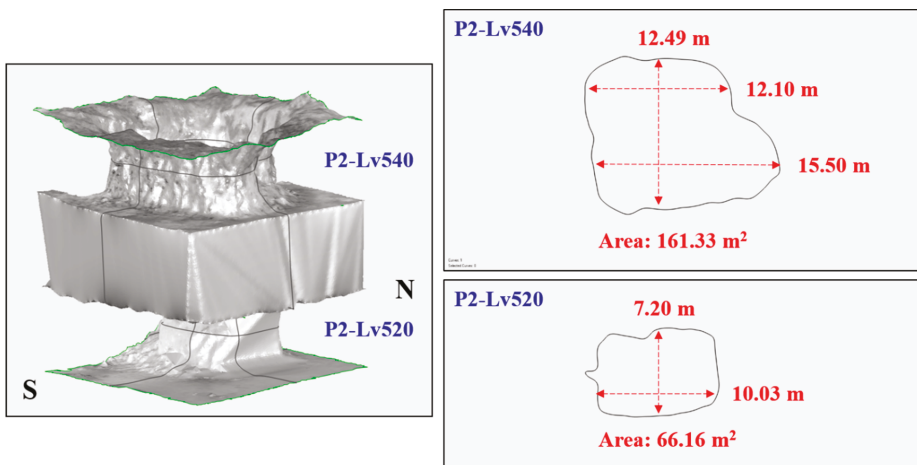 P2-Lv540
N
P2-Lv520
S
P2-Lv540
12.49 m
12.10 m
15.50 m
Area: 161.33 m²
P2-Lv520
7.20 m
10.03 m
Area: 66.16 m²